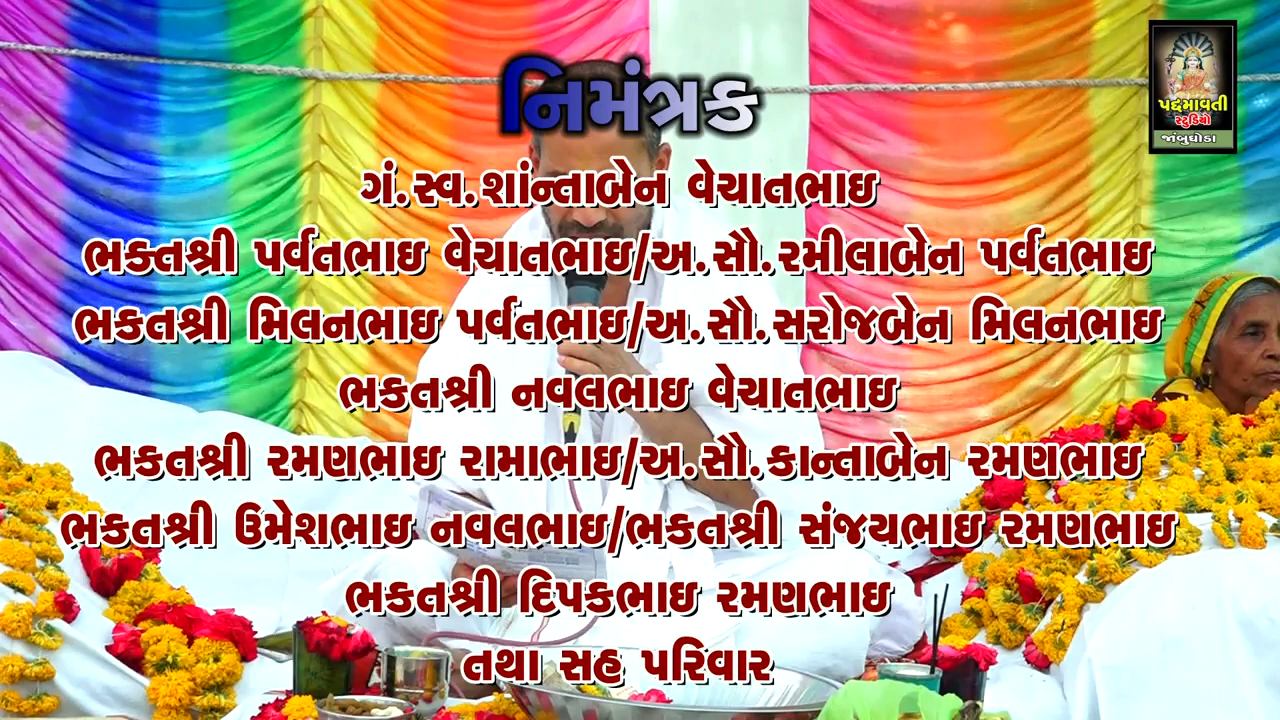 નિમંત્રક
પદ્દમાવતી
સ્ટુડિયો
જાંબુઘોડા
ગં.સ્વ.શાંન્તાબેન વેચાતભાઇ
ભક્તશ્રી પર્વતભાઇ વેચાતભાઇ/અ.સૌ.રમીલાબેન પર્વતભાઇ
ભકતશ્રી મિલનભાઇ પર્વતભાઇ/અ.સૌ.સરોજબેન મિલનભાઇ
ભકતશ્રી નવલભાઇ વેચાતભાઇ
ભકતશ્રી રમણભાઇ રામાભાઇ/અ.સૌ.કાન્તાબેન રમણભાઇ
ભકતશ્રી ઉમેશભાઇ નવલભાઇ/ભકતશ્રી સંજયભાઇ રમણભાઇ
ભકતશ્રી દિપકભાઇ રમણભાઇ
તથા સહ પરિવાર